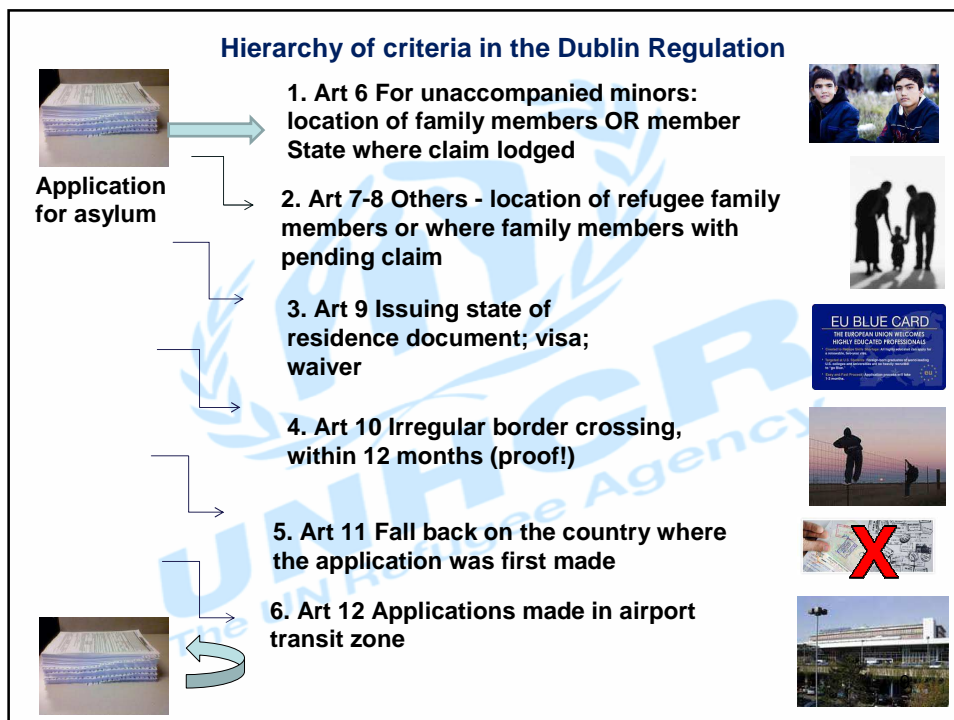 Hierarchy of criteria in the Dublin Regulation
1. Art 6 For unaccompanied minors:
location of family members OR member
State where claim lodged
Application
for asylum
2. Art 7-8 Others - location of refugee family
members or where family members with
pending claim
3. Art 9 Issuing state of
residence document; visa;
waiver
EU BLUE CARD
THE EUROPEAN UNION WELCOMES
HIGHLY EDUCATED PROFESSIONALS
eu
4. Art 10 Irregular border crossing,
within 12 months (proof!)
5. Art 11 Fall back on the country where
the application was first made
X
6. Art 12 Applications made in airport
transit zone
UNHCR
The UN Refugee Agency